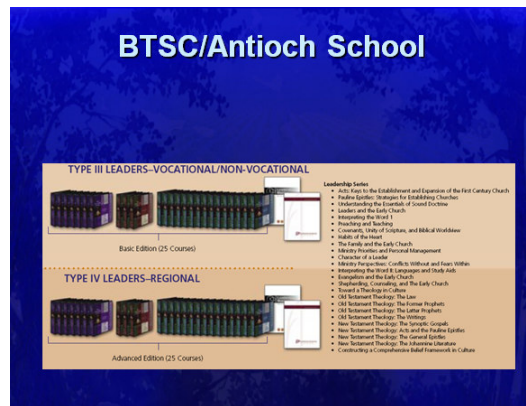 BTSC/Antioch School
TYPE III LEADERS–VOCATIONAL/NON-VOCATIONAL
Basic Edition (25 Courses)
TYPE IV LEADERS–REGIONAL
Advanced Edition (25 Courses)
Leadership Series
• Acts: Keys to the Establishment and Expansion of the First Century Church
• Pauline Epistles: Strategies for Establishing Churches
• Understanding the Essentials of Sound Doctrine
• Leaders and the Early Church
• Interpreting the Word 1
• Preaching and Teaching
• Covenants, Unity of Scripture, and Biblical Worldview
• Habits of the Heart
• The Family and the Early Church
• Ministry Priorities and Personal Management
• Character of a Leader
• Ministry Perspectives: Conflicts Without and Fears Within
• Interpreting the Word II: Languages and Study Aids
• Evangelism and the Early Church
• Shepherding, Counseling, and The Early Church
• Toward a Theology in Culture
• Old Testament Theology: The Law
• Old Testament Theology: The Former Prophets
• Old Testament Theology: The Latter Prophets
• Old Testament Theology: The Writings
• New Testament Theology: The Synoptic Gospals
• New Testament Theology: Acts and the Pauline Epistles
• New Testament Theology: The General Epistles
• New Testament Theology: The Johannine Literature
• Constructing a Comprehensive Belief Framework in Culture